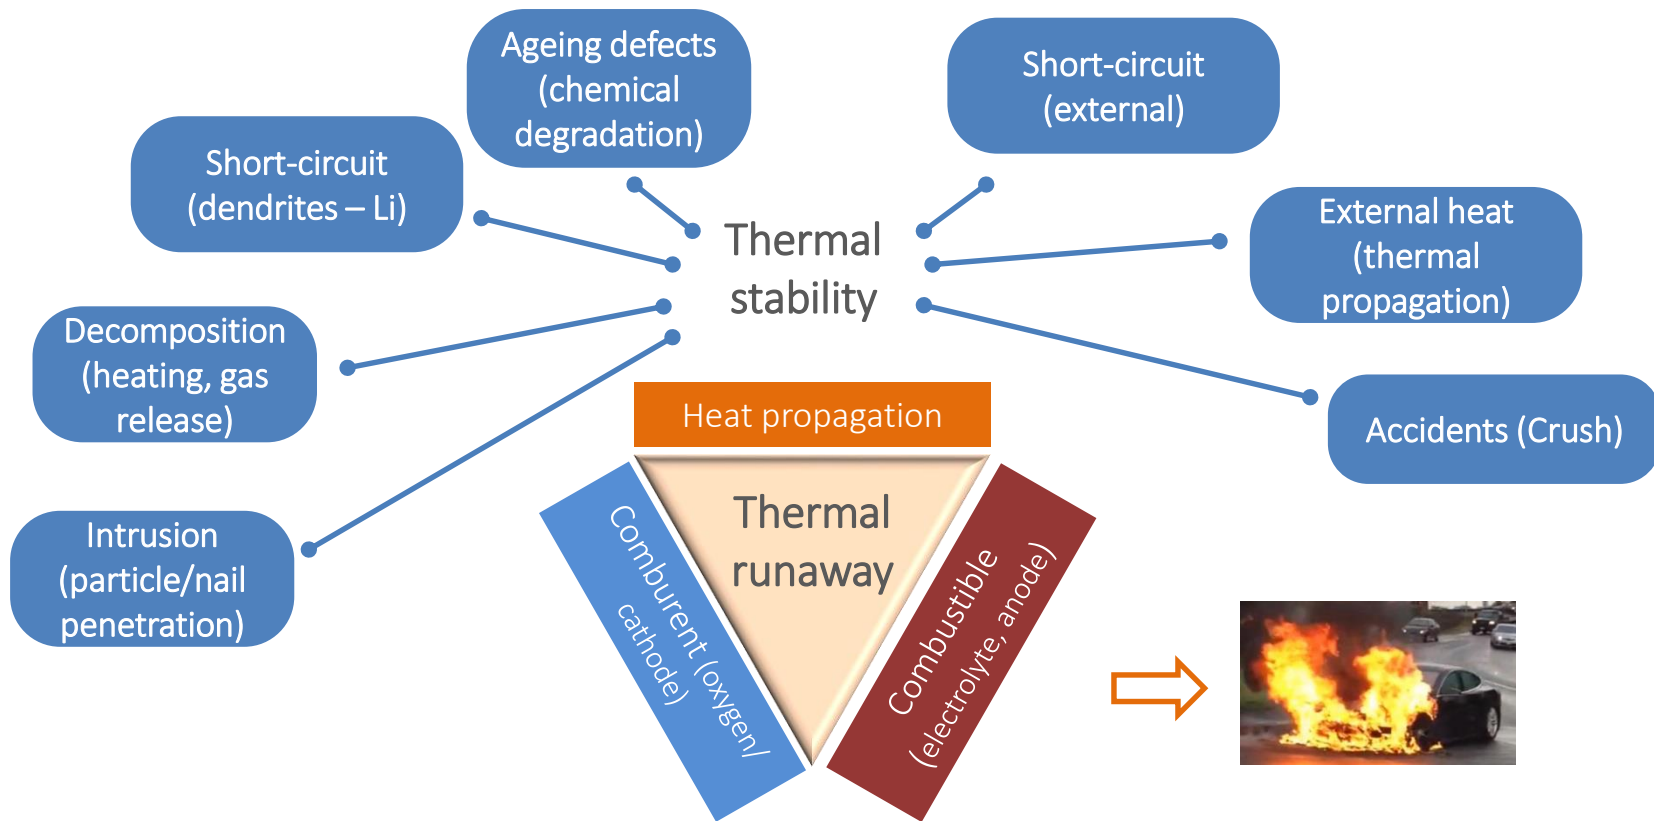 Ageing defects
(chemical
degradation)
Short-circuit
(external)
Short-circuit
(dendrites – Li)
External heat
(thermal
propagation)
Thermal
stability
Decomposition
(heating, gas
release)
Accidents (Crush)
Heat propagation
Intrusion
(particle/nail
penetration)
Thermal
runaway
Comburent (oxygen/
cathode)
Combustible
(electrolyte, anode)